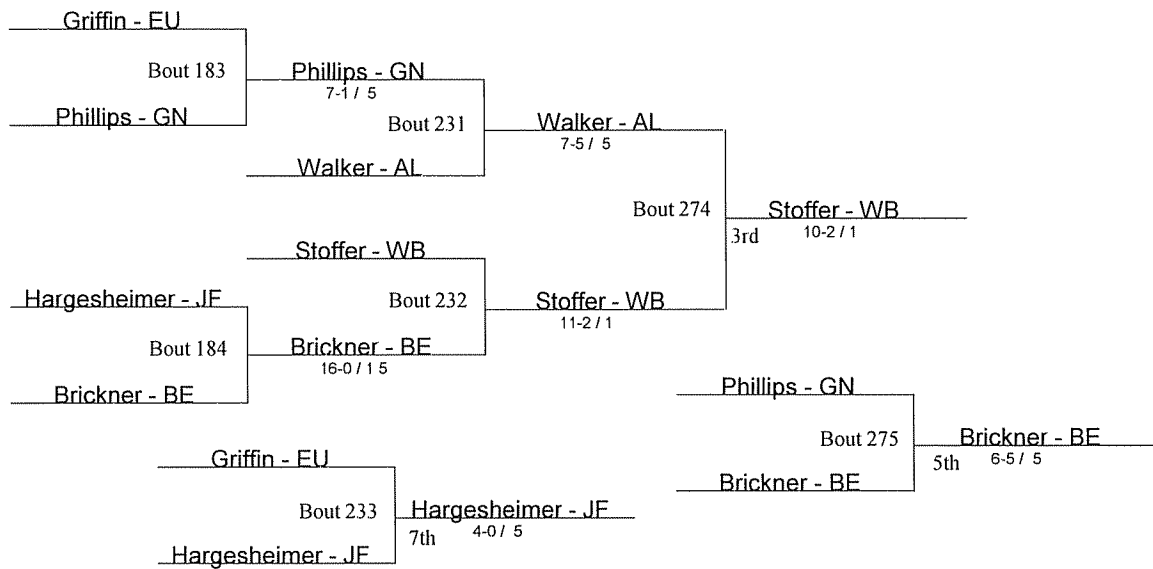 Griffin - EU
Bout 183
Phillips - GN
7-1 / 5
Phillips - GN
Bout 231
Walker - AL
7-5 / 5
Walker - AL
Bout 274
Stoffer - WB
3rd
10-2 / 1
Stoffer - WB
Hargesheimer - JF
Bout 232
Stoffer - WB
11-2 / 1
Bout 184
Brickner - BE
16-0 / 1 5
Brickner - BE
Phillips - GN
Bout 275
Brickner - BE
5th
6-5 / 5
Brickner - BE
Griffin - EU
Bout 233
Hargesheimer - JF
7th
4-0 / 5
Hargesheimer - JF